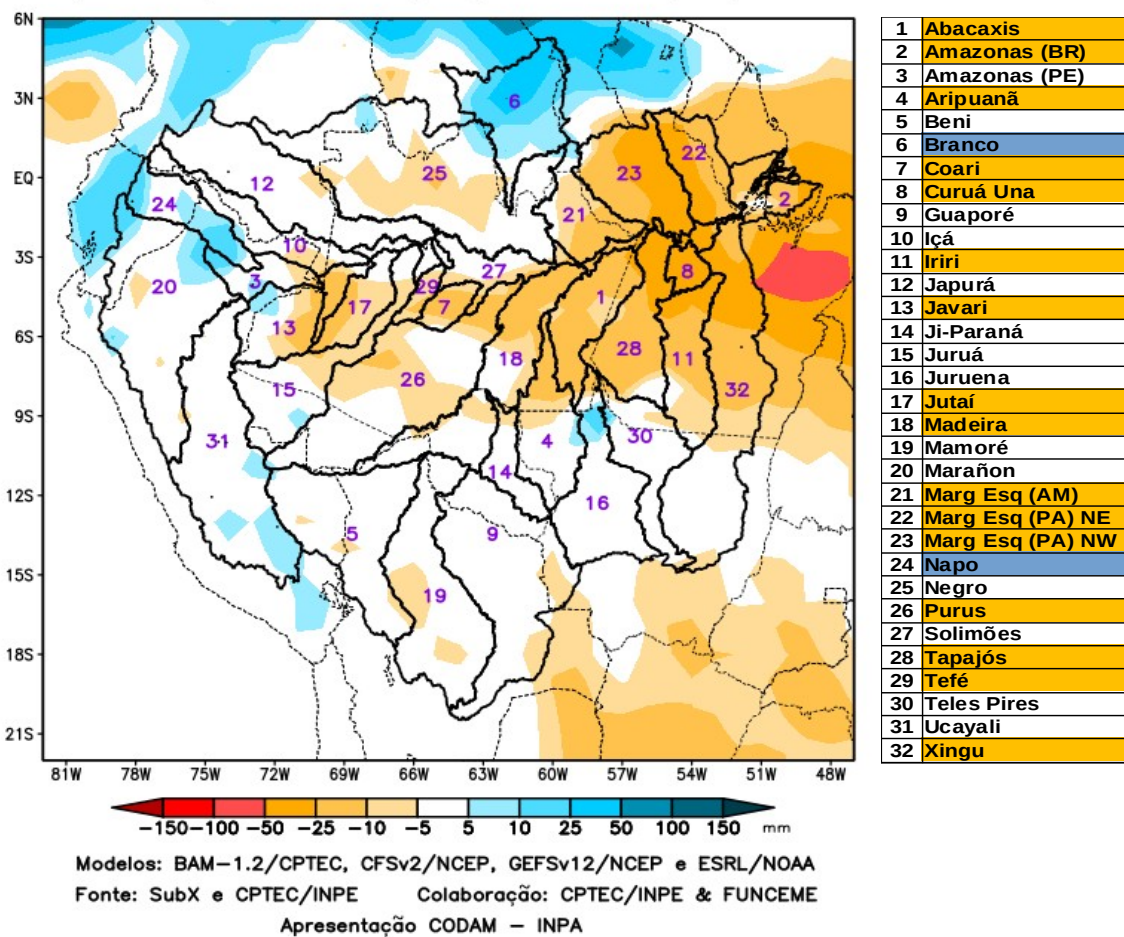 6N
3N
EQ
3S
6S
9S
12S
15S
18S
21S
81W 78W 75W 72W 69W 66W 63W 60W 57W 54W 51W 48W
6
22
23
25
12
2
24
21
10
27
8
3
20
29
17
7
1
13
28
18
11
26
15
32
31
4
30
14
16
5
9
19
-150 -100 -50 -25 -10 -5 5 10 25 50 100 150 mm
Modelos: BAM-1.2/CPTEC, CFSv2/NCEP, GEFSv12/NCEP e ESRL/NOAA
Fonte: SubX e CPTEC/INPE Colaboração: CPTEC/INPE & FUNCEME
Apresentação CODAM - INPA
1 Abacaxis
2 Amazonas (BR)
3 Amazonas (PE)
4 Aripuanã
5 Beni
6 Branco
7 Coari
8 Curuá Una
9 Guaporé
10 Içá
11 Iriri
12 Japurá
13 Javari
14 Ji-Paraná
15 Juruá
16 Juruena
17 Jutaí
18 Madeira
19 Mamoré
20 Marañon
21 Marg Esq (AM)
22 Marg Esq (PA) NE
23 Marg Esq (PA) NW
24 Napo
25 Negro
26 Purus
27 Solimões
28 Tapajós
29 Tefé
30 Teles Pires
31 Ucayali
32 Xingu